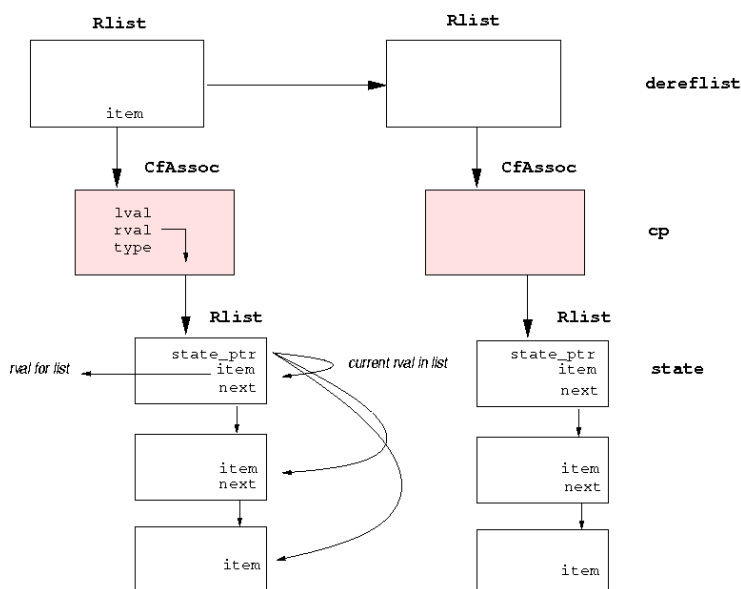 Rlist
Rlist
dereflist
item
CfAssoc
CfAssoc
lval
rval
type
cp
Rlist
Rlist
state_ptr
item
next
rval for list
current rval in list
state_ptr
item
next
state
item
next
item
next
item
item